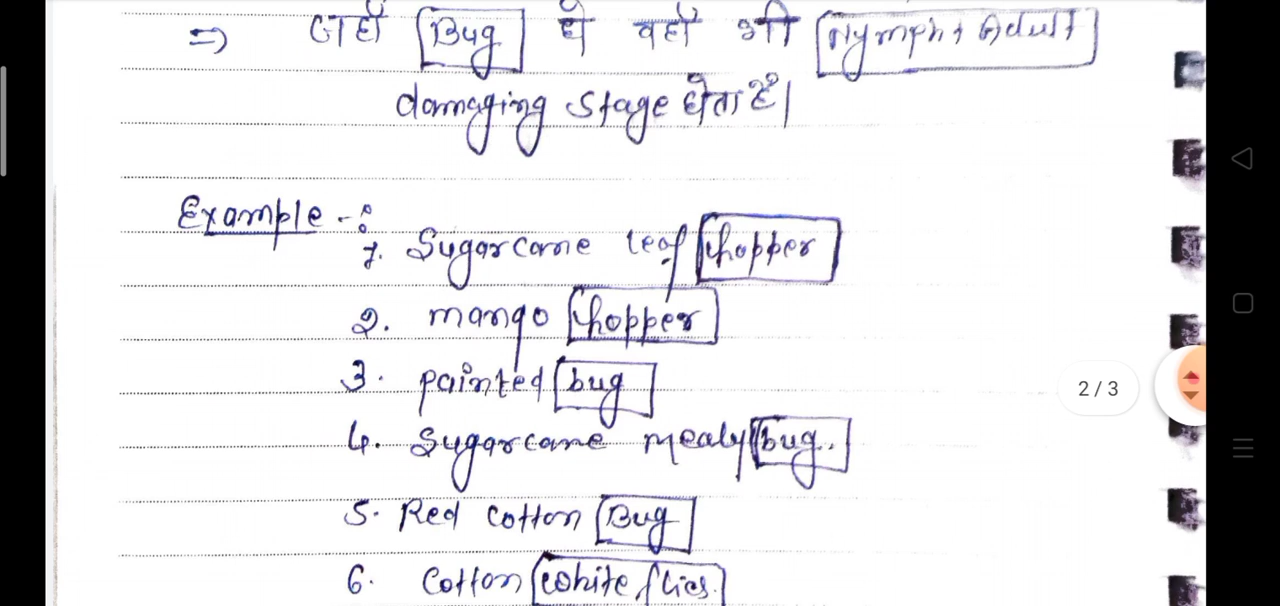 => जहाँ Bug हो वहाँ भी Nymph + Adult
damaging stage होता है।
Example -:
1. Sugarcane leaf hopper
2. mango hopper
3. painted bug
4. Sugarcane mealy bug.
5. Red cotton Bug
6. Cotton white flies.
2 / 3